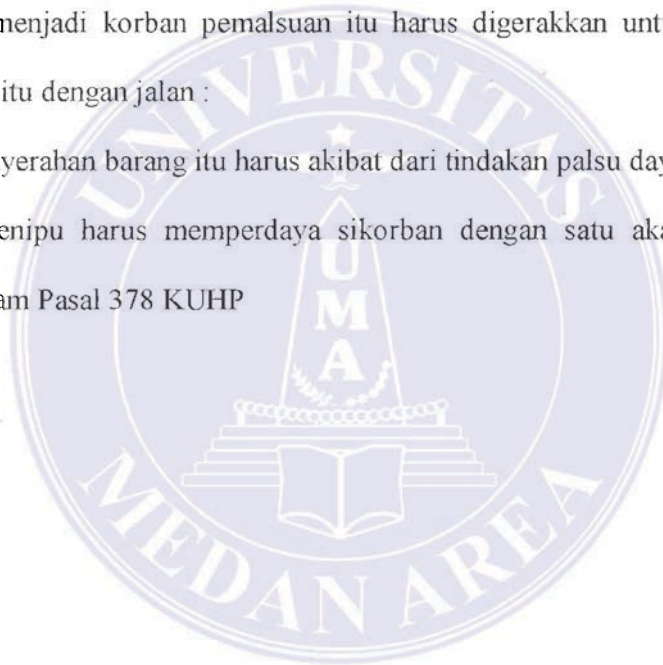 menjadi korban pemalsuan itu harus digerakkan unt
itu dengan jalan :
yerahan barang itu harus akibat dari tindakan palsu day
enipu harus memperdaya sikorban dengan satu aka
am Pasal 378 KUHP
UNIVERSITAS
UMA
MEDAN AREA